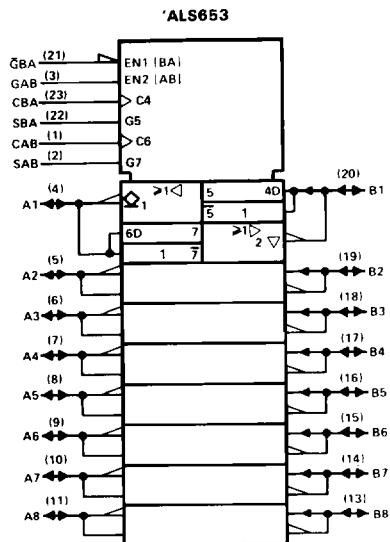 'ALS653
G̅BA (21) EN1 [BA]
GAB (3) EN2 [AB]
CBA (23) C4
SBA (22) G5
CAB (1) C6
SAB (2) G7
A1 (4) 1 ≥1 5 4D (20) B1
5̅ 1
6D 7 ≥1
1 7̅ 2
A2 (5) (19) B2
A3 (6) (18) B3
A4 (7) (17) B4
A5 (8) (16) B5
A6 (9) (15) B6
A7 (10) (14) B7
A8 (11) (13) B8